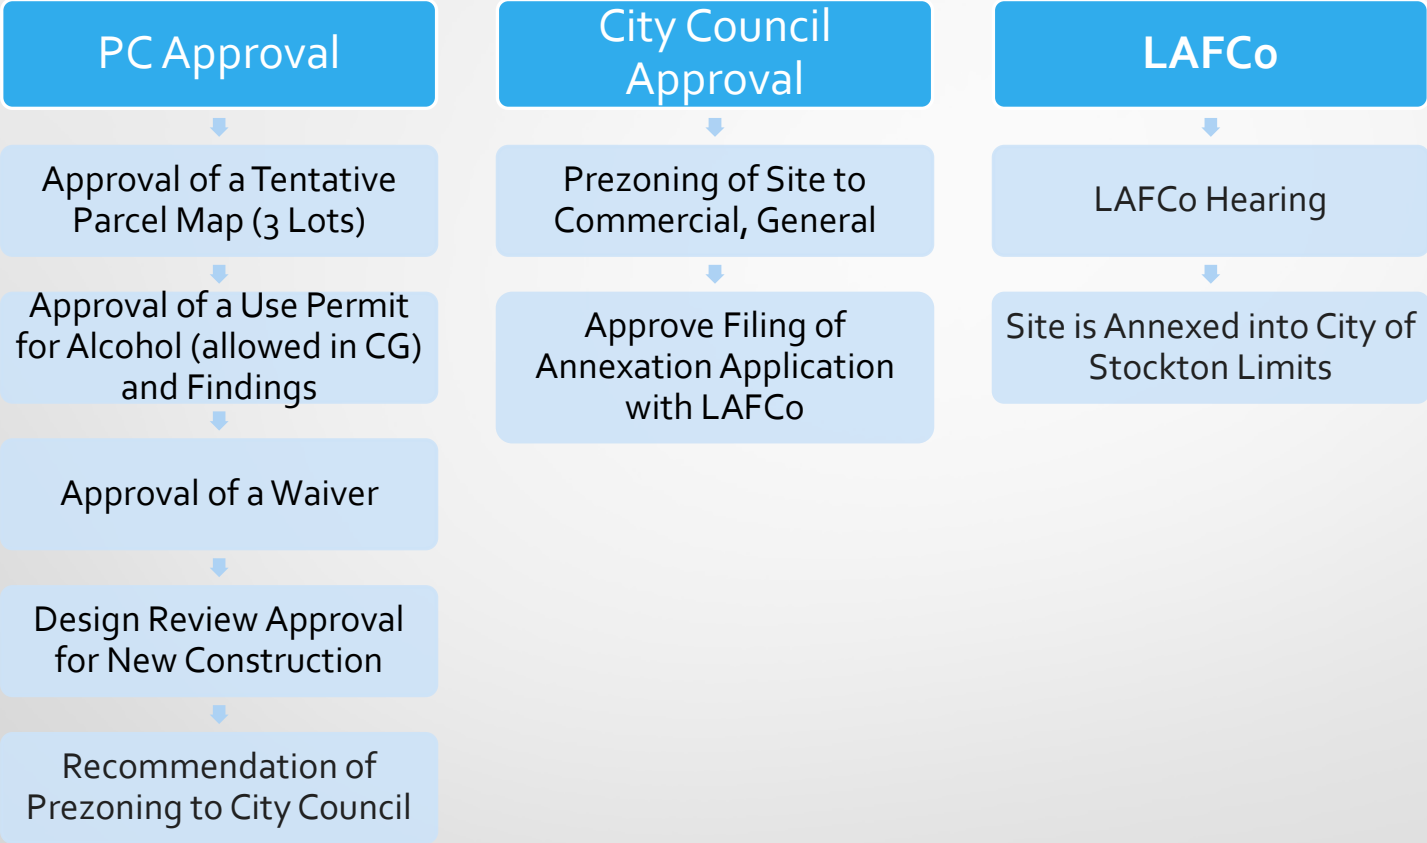 PC Approval
Approval of a Tentative
Parcel Map (3 Lots)
Approval of a Use Permit
for Alcohol (allowed in CG)
and Findings
Approval of a Waiver
Design Review Approval
for New Construction
Recommendation of
Prezoning to City Council
City Council
Approval
Prezoning of Site to
Commercial, General
Approve Filing of
Annexation Application
with LAFCo
LAFCo
LAFCo Hearing
Site is Annexed into City of
Stockton Limits